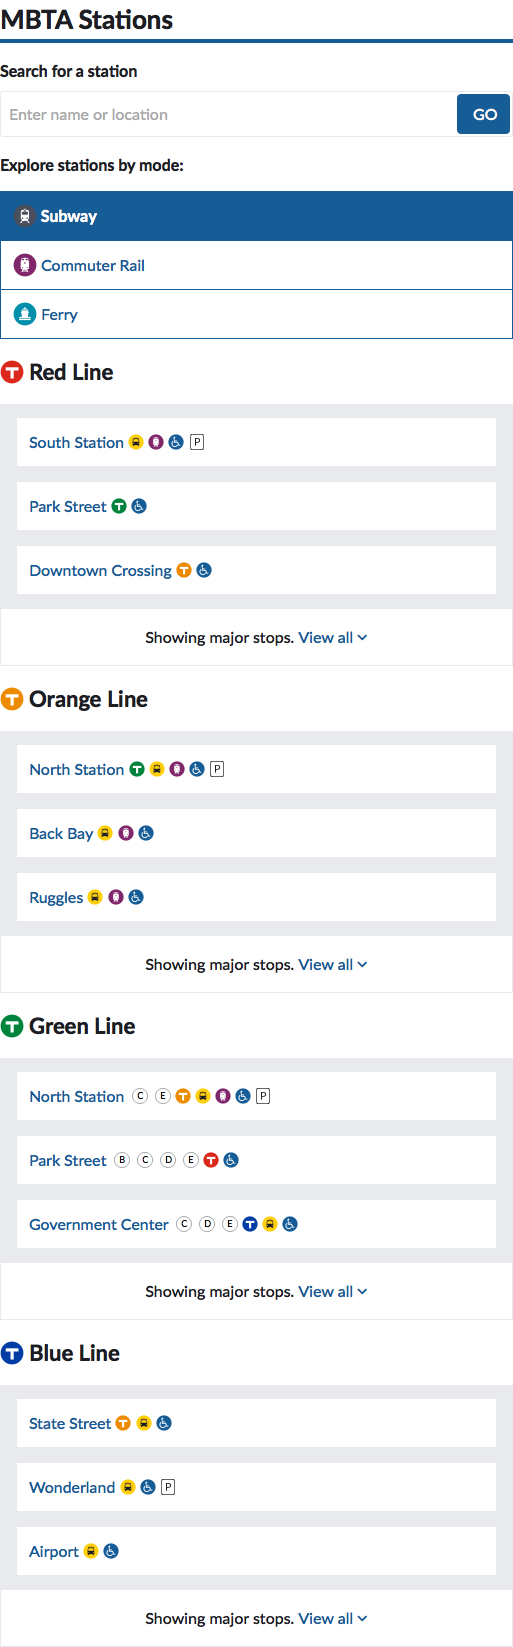 MBTA Stations
Search for a station
Enter name or location GO
Explore stations by mode:
Subway
Commuter Rail
Ferry
T Red Line
South Station P
Park Street T
Downtown Crossing T
Showing major stops. View all
T Orange Line
North Station T P
Back Bay
Ruggles
Showing major stops. View all
T Green Line
North Station C E T P
Park Street B C D E T
Government Center C D E T
Showing major stops. View all
T Blue Line
State Street T
Wonderland P
Airport
Showing major stops. View all